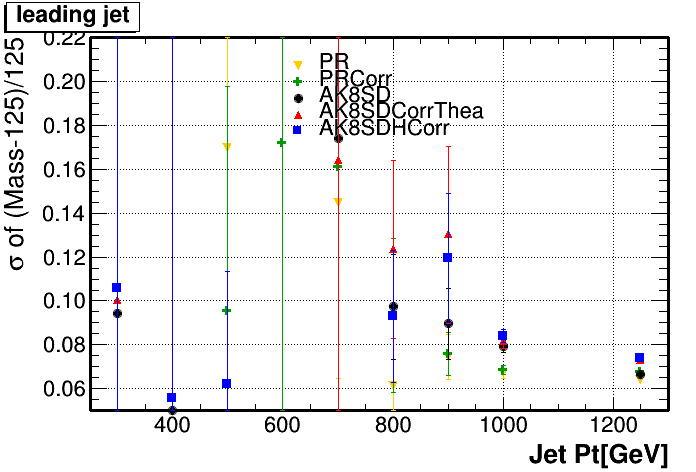 leading jet
σ of (Mass-125)/125
0.22
0.20
0.18
0.16
0.14
0.12
0.10
0.08
0.06
PR
PRCorr
AK8SD
AK8SDCorrThea
AK8SDHCorr
400 600 800 1000 1200
Jet Pt[GeV]